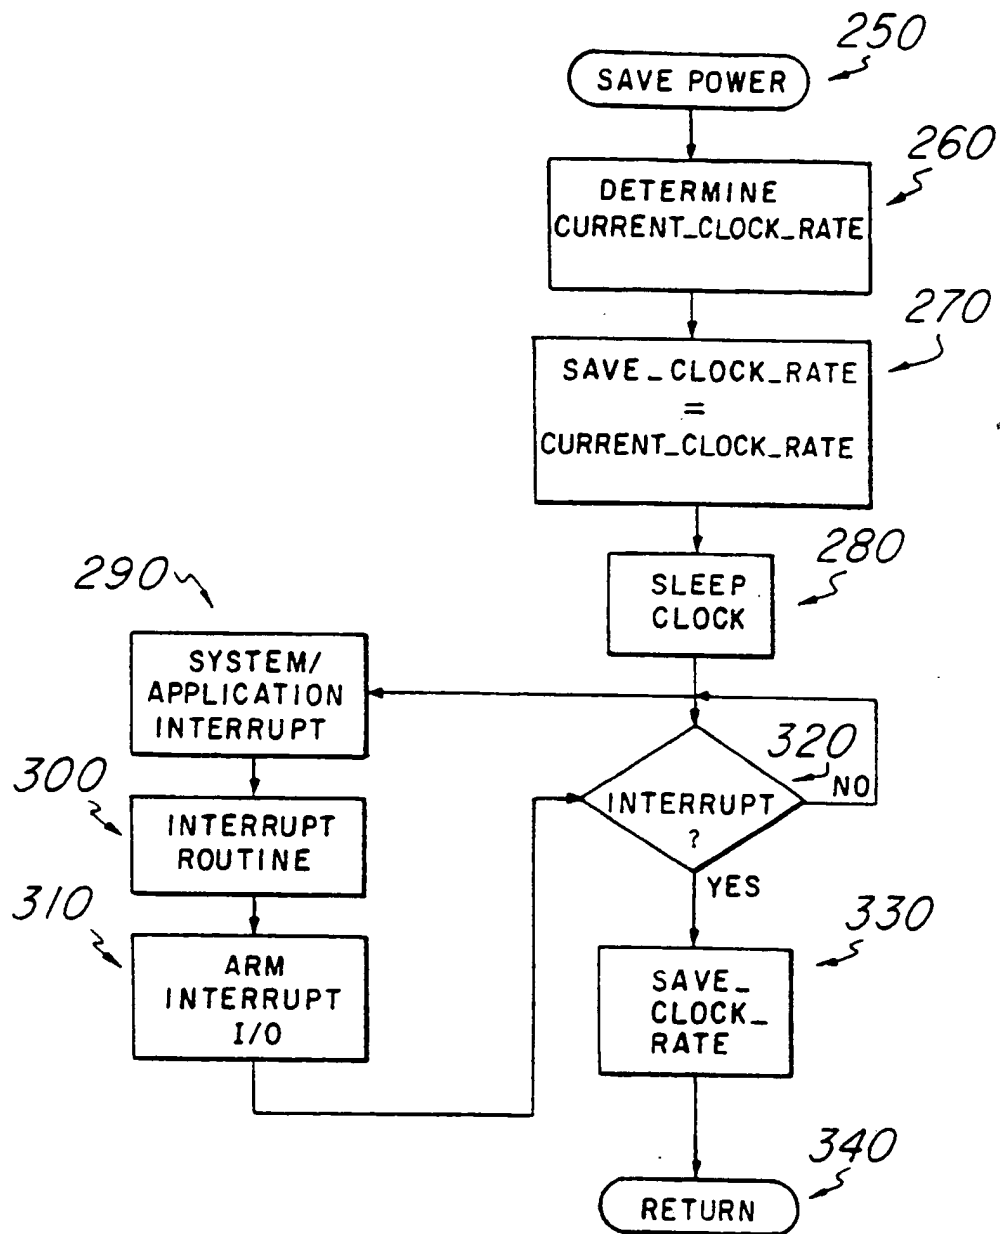 250
SAVE POWER
260
DETERMINE
CURRENT_CLOCK_RATE
270
SAVE_CLOCK_RATE
=
CURRENT_CLOCK_RATE
280
SLEEP
CLOCK
290
SYSTEM/
APPLICATION
INTERRUPT
300
INTERRUPT
ROUTINE
310
ARM
INTERRUPT
I/O
320
INTERRUPT
?
NO
YES
330
SAVE_
CLOCK_
RATE
340
RETURN